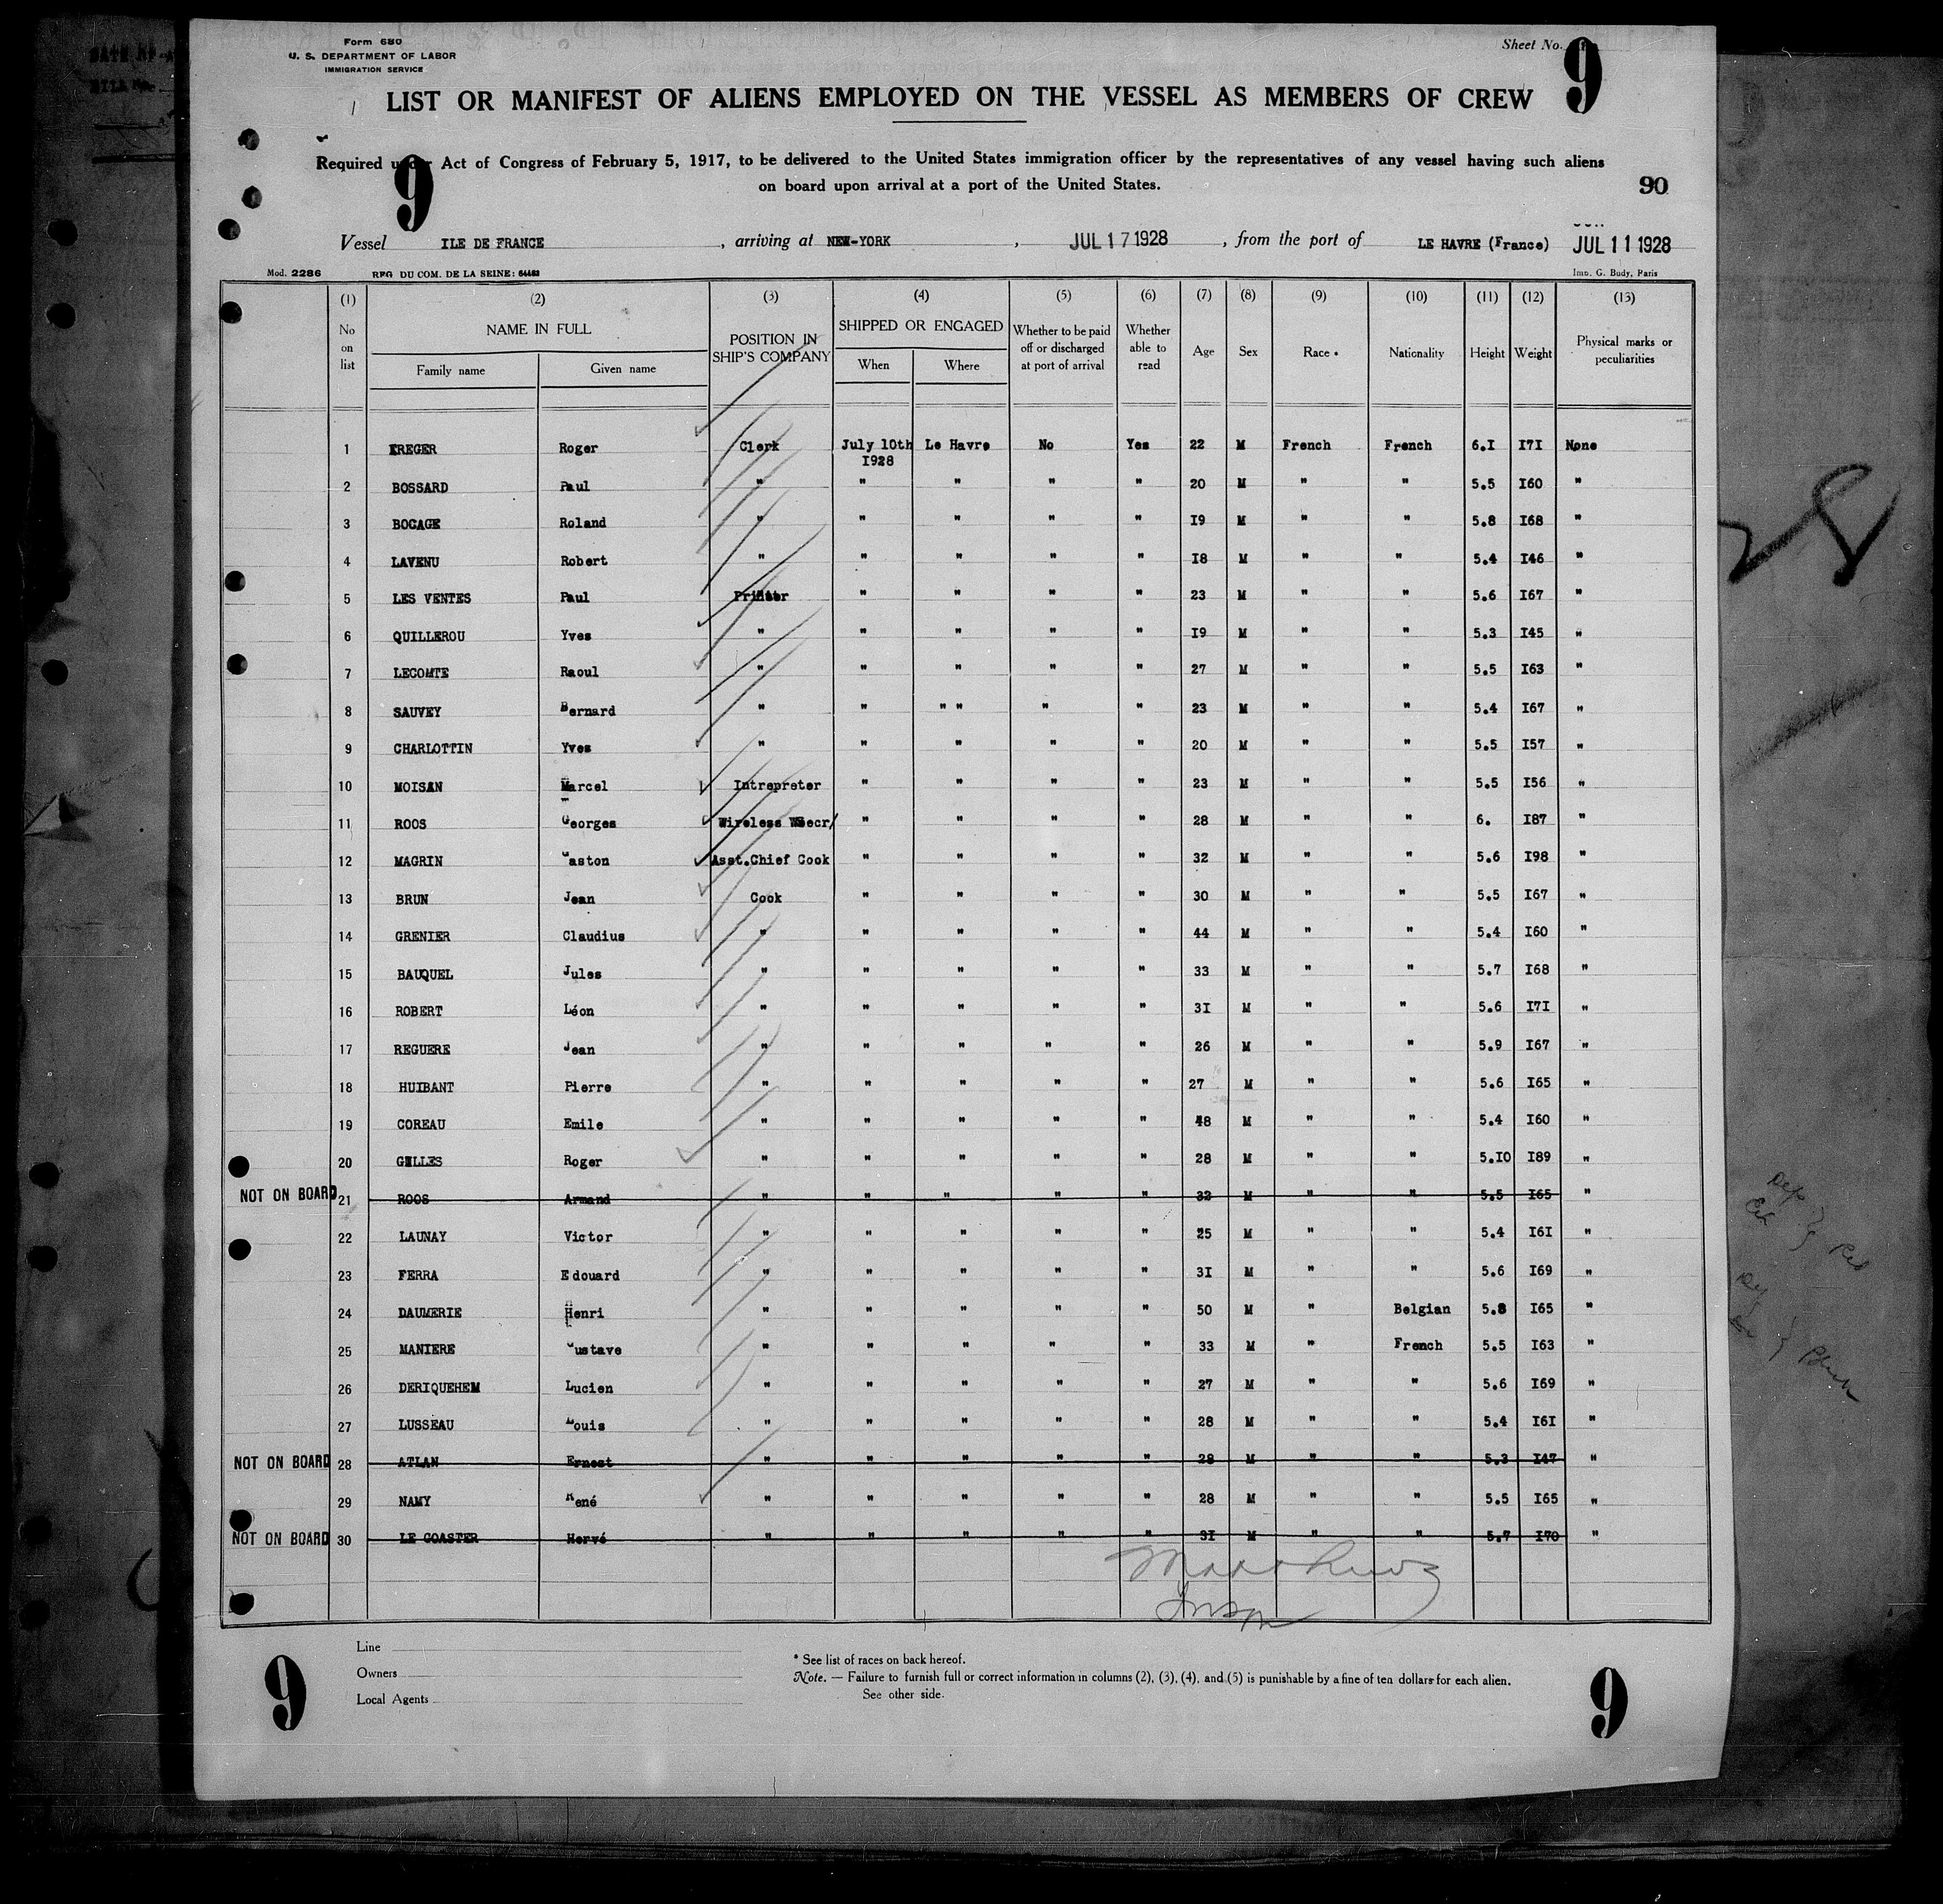 Form 680
U. S. DEPARTMENT OF LABOR
IMMIGRATION SERVICE
Sheet No. 9
LIST OR MANIFEST OF ALIENS EMPLOYED ON THE VESSEL AS MEMBERS OF CREW
Required under Act of Congress of February 5, 1917, to be delivered to the United States immigration officer by the representatives of any vessel having such aliens
on board upon arrival at a port of the United States.
9
90
Vessel ILE DE FRANCE , arriving at NEW-YORK , JUL 17 1928 , from the port of LE HAVRE (France) JUL 11 1928
Mod. 2286 REG DU COM. DE LA SEINE: Imp. G. Budy, Paris
(1) (2) (3) (4) (5) (6) (7) (8) (9) (10) (11) (12) (13)
No on list NAME IN FULL Family name Given name POSITION IN SHIP'S COMPANY SHIPPED OR ENGAGED When Where Whether to be paid off or discharged at port of arrival Whether able to read Age Sex Race * Nationality Height Weight Physical marks or peculiarities
1 KREGER Roger Clerk July 10th 1928 Le Havre No Yes 22 M French French 6.I I7I None
2 BOSSARD Paul " " " " " 20 M " " 5.5 I60 "
3 BOCAGE Roland " " " " " I9 M " " 5.8 I68 "
4 LAVENU Robert " " " " " I8 M " " 5.4 I46 "
5 LES VENTES Paul Printer " " " " 23 M " " 5.6 I67 "
6 QUILLEROU Yves " " " " " I9 M " " 5.3 I45 "
7 LECOMTE Raoul " " " " " 27 M " " 5.5 I63 "
8 SAUVEY Bernard " " " " " " 23 M " " 5.4 I67 "
9 CHARLOTTIN Yves " " " " " 20 M " " 5.5 I57 "
10 MOISAN Marcel Intrepreter " " " " 23 M " " 5.5 I56 "
11 ROOS Georges Wireless " " " " 28 M " " 6. I87 "
12 MAGRIN Gaston Asst.Chief Cook " " " " 32 M " " 5.6 I98 "
13 BRUN Jean Cook " " " " 30 M " " 5.5 I67 "
14 GRENIER Claudius " " " " " 44 M " " 5.4 I60 "
15 BAUQUEL Jules " " " " " 33 M " " 5.7 I68 "
16 ROBERT Léon " " " " " 3I M " " 5.6 I7I "
17 REGUERE Jean " " " " " 26 M " " 5.9 I67 "
18 HUIBANT Pierre " " " " " 27 M " " 5.6 I65 "
19 COREAU Emile " " " " " 48 M " " 5.4 I60 "
20 GILLES Roger " " " " " 28 M " " 5.I0 I89 "
NOT ON BOARD 21 ROOS Armand " " " " " 32 M " " 5.5 I65 "
22 LAUNAY Victor " " " " " 25 M " " 5.4 I6I "
23 FERRA Edouard " " " " " 3I M " " 5.6 I69 "
24 DAUMERIE Henri " " " " " 50 M " Belgian 5.8 I65 "
25 MANIERE Gustave " " " " " 33 M " French 5.5 I63 "
26 DERIQUEHEM Lucien " " " " " 27 M " " 5.6 I69 "
27 LUSSEAU Louis " " " " " 28 M " " 5.4 I6I "
NOT ON BOARD 28 ATLAN Ernest " " " " " 28 M " " 5.3 I47 "
29 NAMY René " " " " " 28 M " " 5.5 I65 "
NOT ON BOARD 30 LE COASTER Hervé " " " " " 3I M " " 5.7 I70 "
Line
Owners
Local Agents
* See list of races on back hereof.
Note. — Failure to furnish full or correct information in columns (2), (3), (4), and (5) is punishable by a fine of ten dollars for each alien.
See other side.
9
9